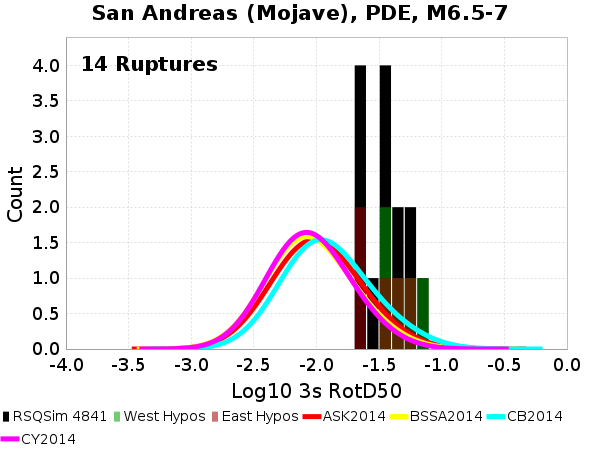 San Andreas (Mojave), PDE, M6.5-7
14 Ruptures
4.0
3.5
3.0
2.5
2.0
1.5
1.0
0.5
0.0
Count
-4.0 -3.5 -3.0 -2.5 -2.0 -1.5 -1.0 -0.5 0.0
Log10 3s RotD50
RSQSim 4841 West Hypos East Hypos ASK2014 BSSA2014 CB2014
CY2014